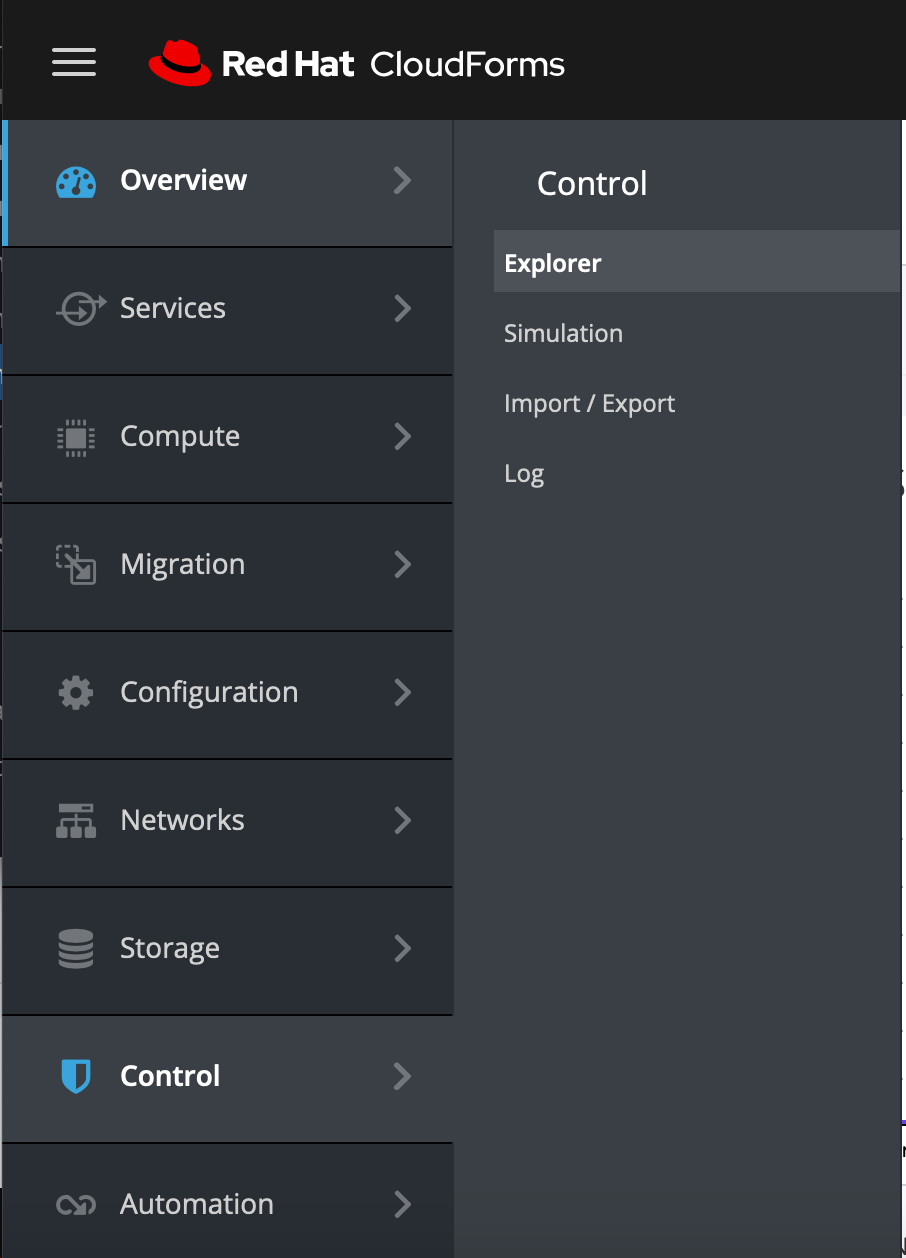 Red Hat CloudForms
Overview
Services
Compute
Migration
Configuration
Networks
Storage
Control
Automation
Control
Explorer
Simulation
Import / Export
Log